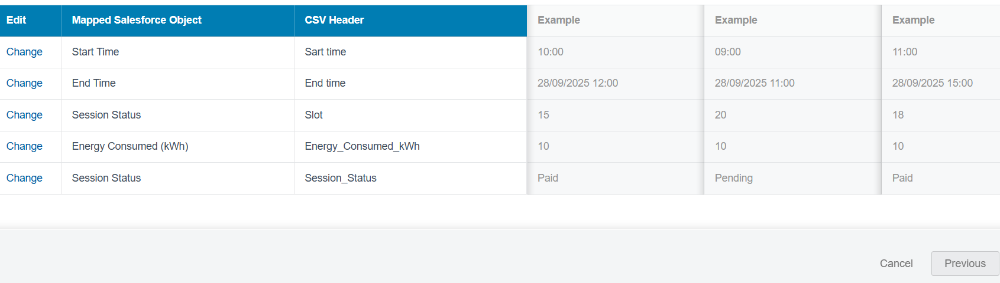 Edit Mapped Salesforce Object CSV Header Example Example Example
Change Start Time Sart time 10:00 09:00 11:00
Change End Time End time 28/09/2025 12:00 28/09/2025 11:00 28/09/2025 15:00
Change Session Status Slot 15 20 18
Change Energy Consumed (kWh) Energy_Consumed_kWh 10 10 10
Change Session Status Session_Status Paid Pending Paid
Cancel Previous